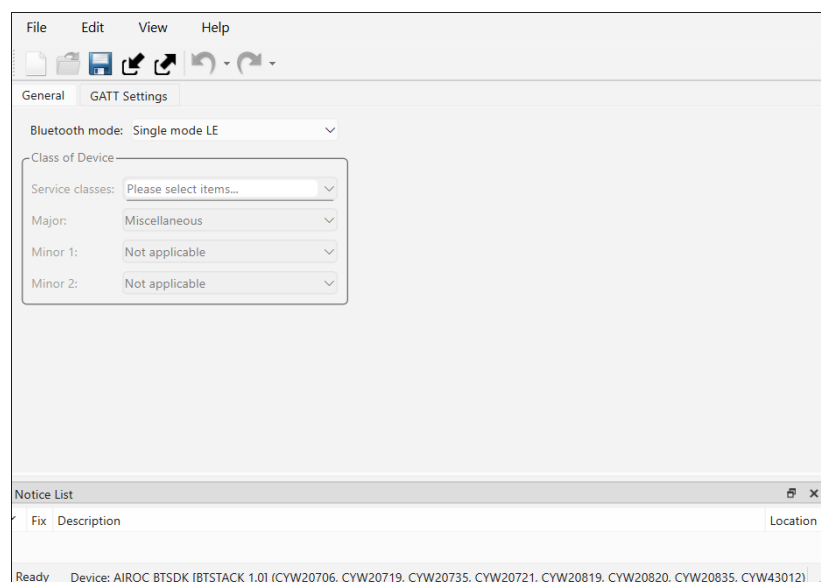 File Edit View Help
General GATT Settings
Bluetooth mode: Single mode LE
Class of Device
Service classes: Please select items...
Major: Miscellaneous
Minor 1: Not applicable
Minor 2: Not applicable
Notice List
Fix Description Location
Ready Device: AIROC BTSDK [BTSTACK 1.0] (CYW20706, CYW20719, CYW20735, CYW20721, CYW20819, CYW20820, CYW20835, CYW43012)